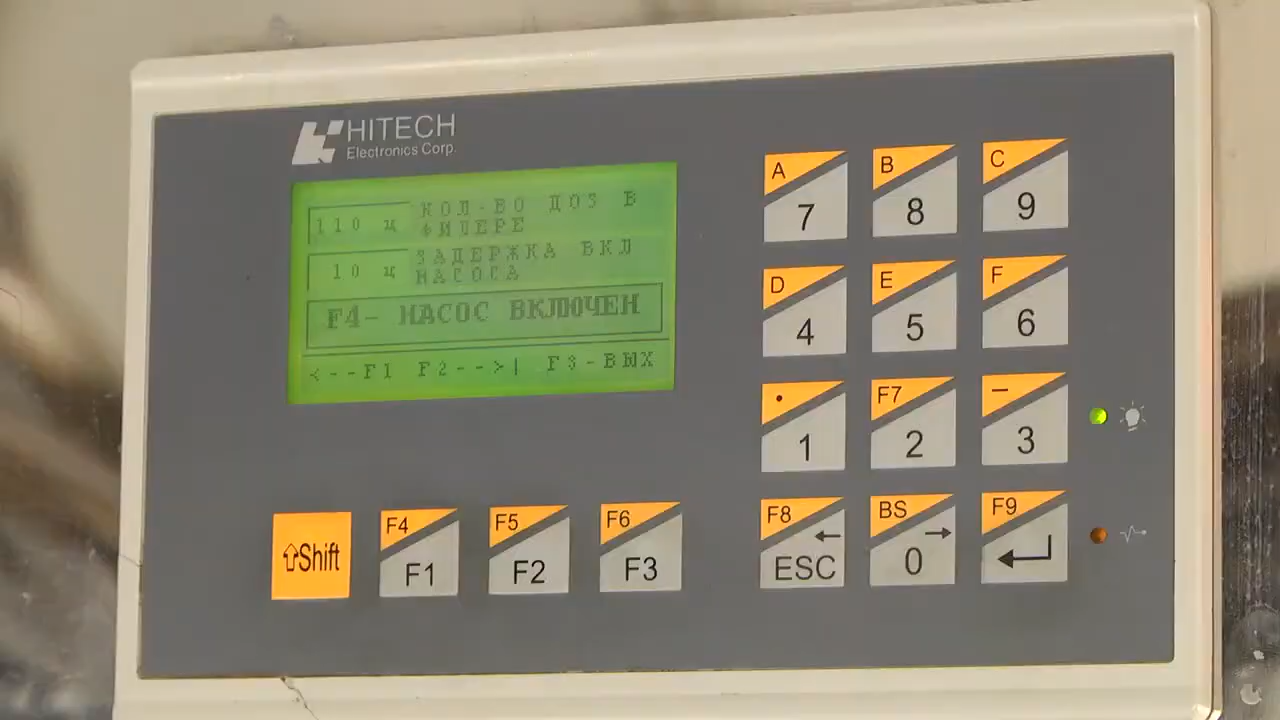 HITECH
Electronics Corp.
110 ц КОЛ-ВО ДОЗ В
ФИЛЕРЕ
10 ц ЗАДЕРЖКА ВКЛ
НАСОСА
F4- НАСОС ВКЛЮЧЕН
<--F1 F2-->| F3-ВЫХ
A
7
B
8
C
9
D
4
E
5
F
6
•
1
F7
2
–
3
F8
← ESC
BS
→ 0
F9
⇧Shift
F4
F1
F5
F2
F6
F3